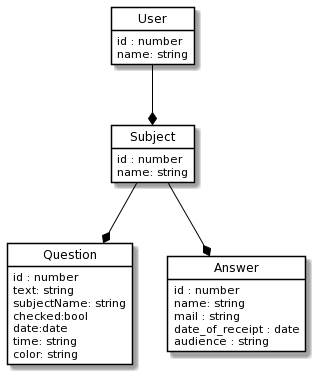 User
id : number
name: string
Subject
id : number
name: string
Question
id : number
text: string
subjectName: string
checked:bool
date:date
time: string
color: string
Answer
id : number
name: string
mail : string
date_of_receipt : date
audience : string